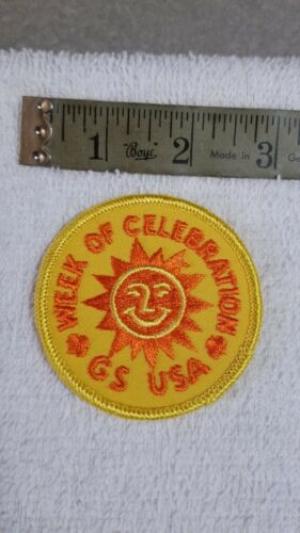 1 "Boye" 2 Made in 3
WEEK OF CELEBRATION
GS USA